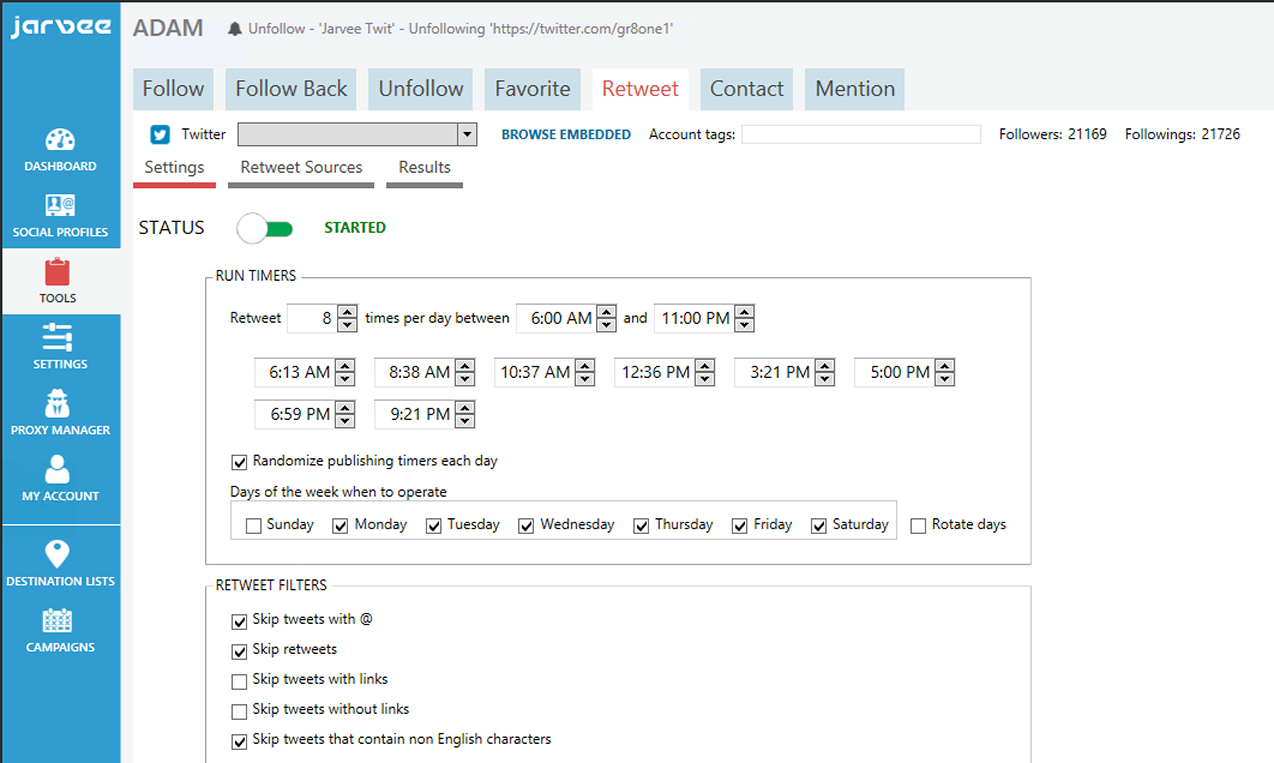 jarvee
ADAM Unfollow - 'Jarvee Twit' - Unfollowing 'https://twitter.com/gr8one1'
Follow Follow Back Unfollow Favorite Retweet Contact Mention
Twitter BROWSE EMBEDDED Account tags: Followers: 21169 Followings: 21726
Settings Retweet Sources Results
DASHBOARD
SOCIAL PROFILES
TOOLS
SETTINGS
PROXY MANAGER
MY ACCOUNT
DESTINATION LISTS
CAMPAIGNS
STATUS STARTED
RUN TIMERS
Retweet 8 times per day between 6:00 AM and 11:00 PM
6:13 AM 8:38 AM 10:37 AM 12:36 PM 3:21 PM 5:00 PM
6:59 PM 9:21 PM
Randomize publishing timers each day
Days of the week when to operate
Sunday Monday Tuesday Wednesday Thursday Friday Saturday Rotate days
RETWEET FILTERS
Skip tweets with @
Skip retweets
Skip tweets with links
Skip tweets without links
Skip tweets that contain non English characters